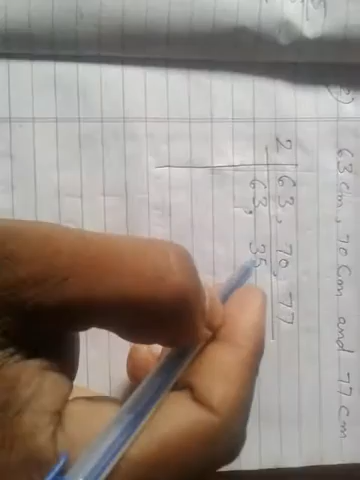 2) 63 cm, 70 cm and 77 cm
2 | 63, 70, 77
63, 35